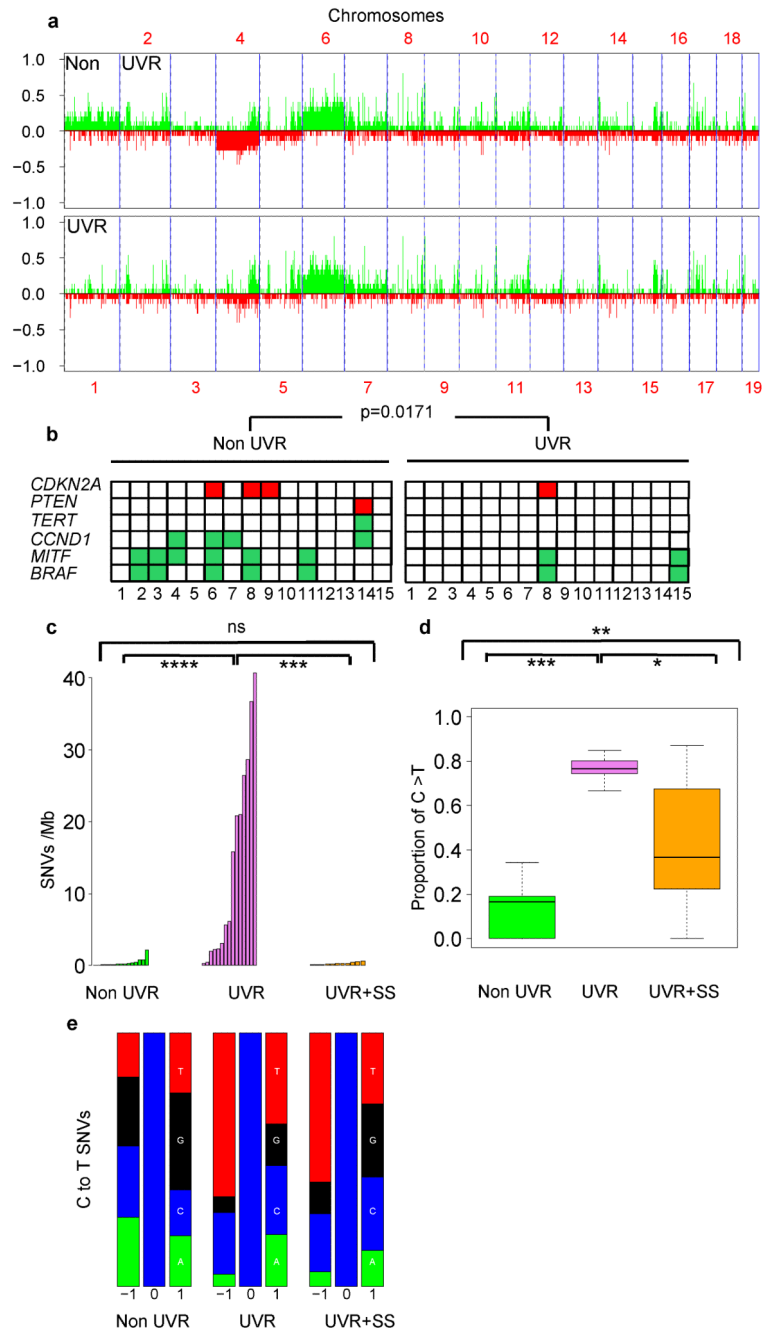 Chromosomes
a
2 4 6 8 10 12 14 16 18
1.0 Non UVR
0.5
0.0
−0.5
−1.0
1.0 UVR
0.5
0.0
−0.5
−1.0
1 3 5 7 9 11 13 15 17 19
p=0.0171
b
Non UVR UVR
CDKN2A
PTEN
TERT
CCND1
MITF
BRAF
1 2 3 4 5 6 7 8 9 10 11 12 13 14 15 1 2 3 4 5 6 7 8 9 10 11 12 13 14 15
c
ns
**** ***
40
30
20
10
0
SNVs /Mb
Non UVR UVR UVR+SS
d
**
*** *
1.0
0.8
0.6
0.4
0.2
0.0
Proportion of C >T
Non UVR UVR UVR+SS
e
C to T SNVs
T T T
G G G
C C C
A A A
−1 0 1 −1 0 1 −1 0 1
Non UVR UVR UVR+SS